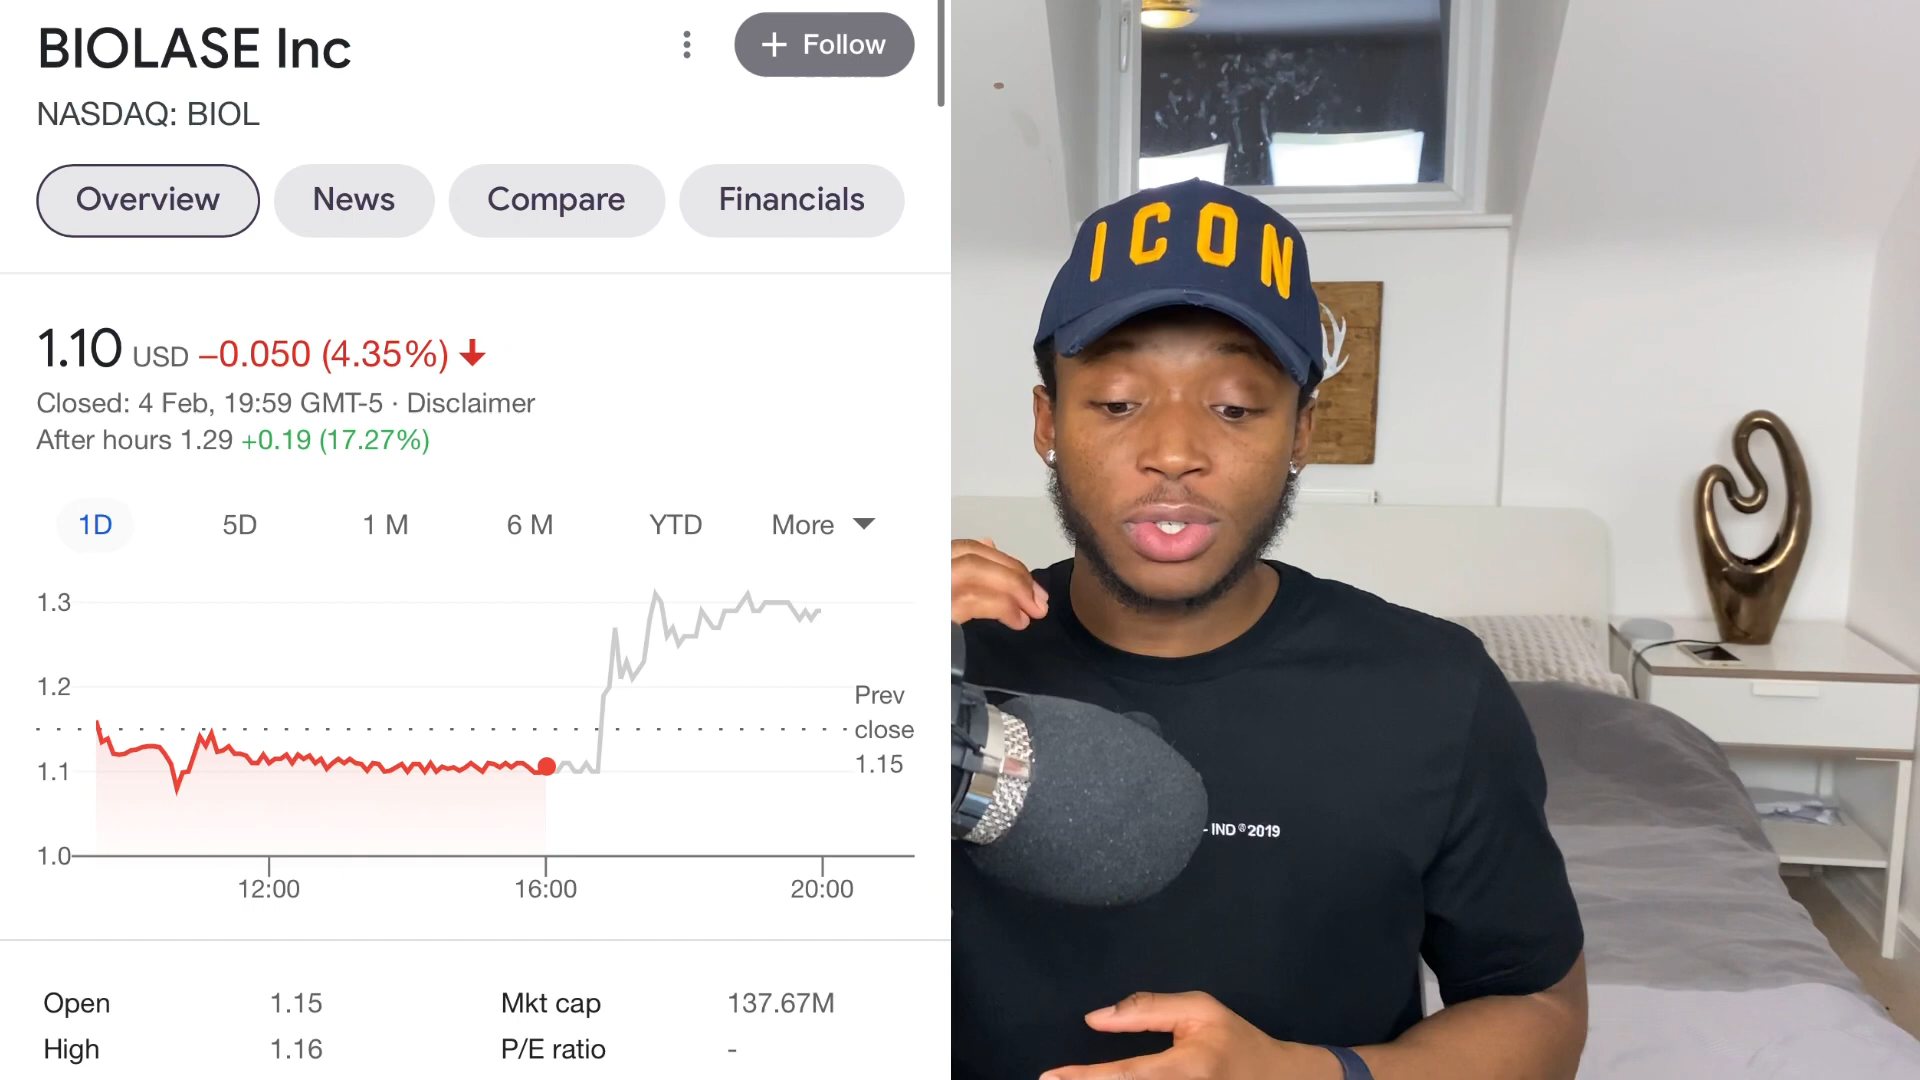 BIOLASE Inc
+ Follow
NASDAQ: BIOL
Overview
News
Compare
Financials
1.10 USD –0.050 (4.35%)
Closed: 4 Feb, 19:59 GMT-5 · Disclaimer
After hours 1.29 +0.19 (17.27%)
1D
5D
1 M
6 M
YTD
More
1.3
1.2
1.1
1.0
Prev
close
1.15
12:00
16:00
20:00
Open 1.15
Mkt cap 137.67M
High 1.16
P/E ratio -
ICON
- IND ® 2019